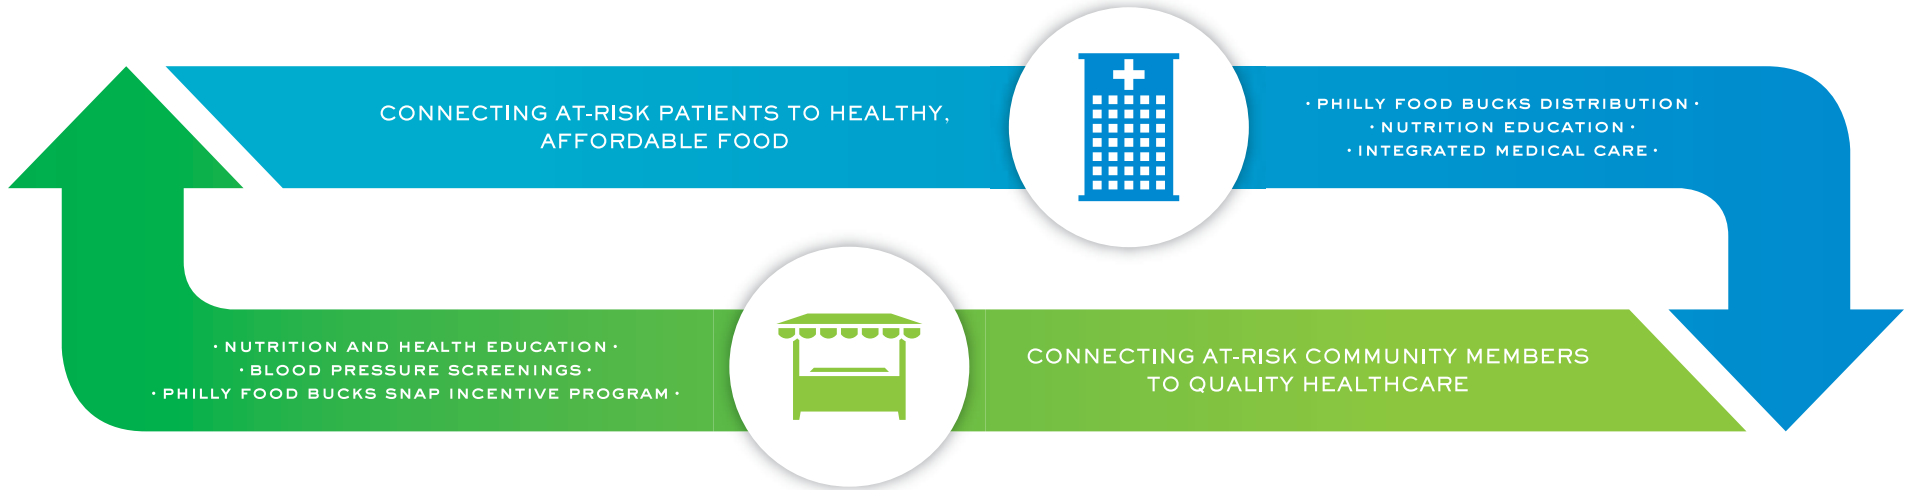 CONNECTING AT-RISK PATIENTS TO HEALTHY,
AFFORDABLE FOOD
· PHILLY FOOD BUCKS DISTRIBUTION ·
· NUTRITION EDUCATION ·
· INTEGRATED MEDICAL CARE ·
· NUTRITION AND HEALTH EDUCATION ·
· BLOOD PRESSURE SCREENINGS ·
· PHILLY FOOD BUCKS SNAP INCENTIVE PROGRAM ·
CONNECTING AT-RISK COMMUNITY MEMBERS
TO QUALITY HEALTHCARE